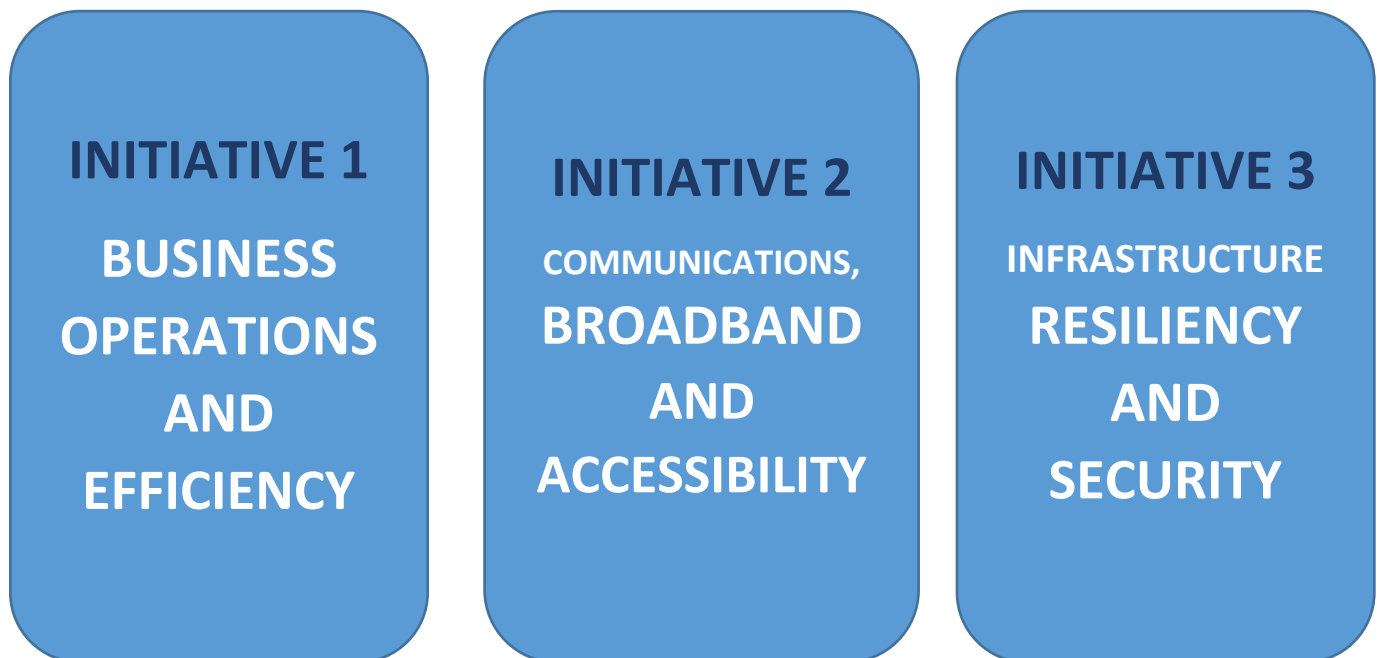 INITIATIVE 1
BUSINESS
OPERATIONS
AND
EFFICIENCY
INITIATIVE 2
COMMUNICATIONS,
BROADBAND
AND
ACCESSIBILITY
INITIATIVE 3
INFRASTRUCTURE
RESILIENCY
AND
SECURITY